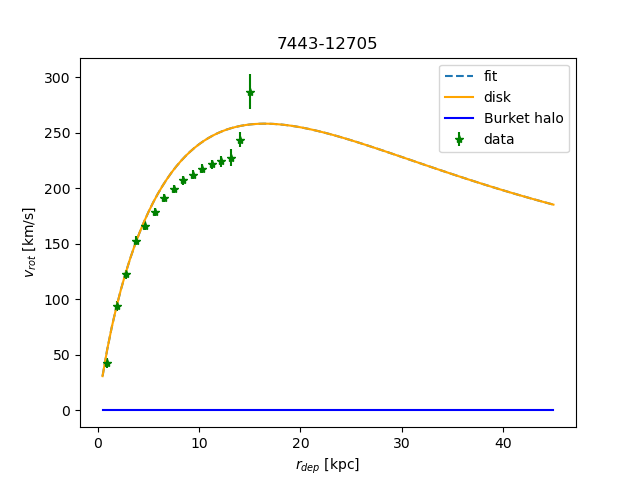 7443-12705
fit
disk
Burket halo
data
300
250
200
150
100
50
0
v_rot [km/s]
0 10 20 30 40
r_dep [kpc]